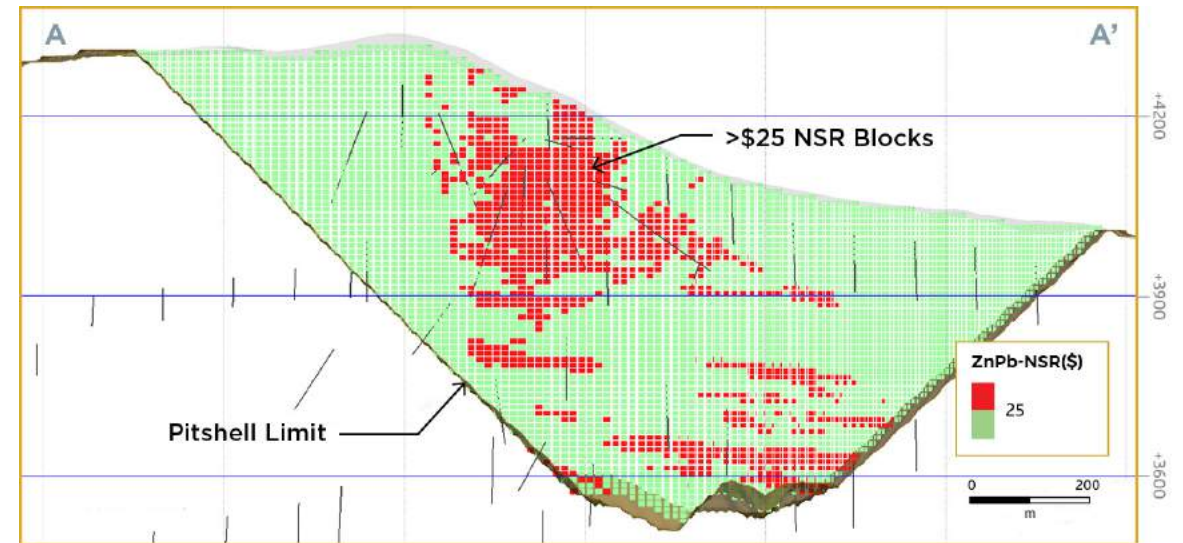 A
A'
+4200
>$25 NSR Blocks
+3900
ZnPb-NSR($)
25
Pitshell Limit
+3600
0 200
m